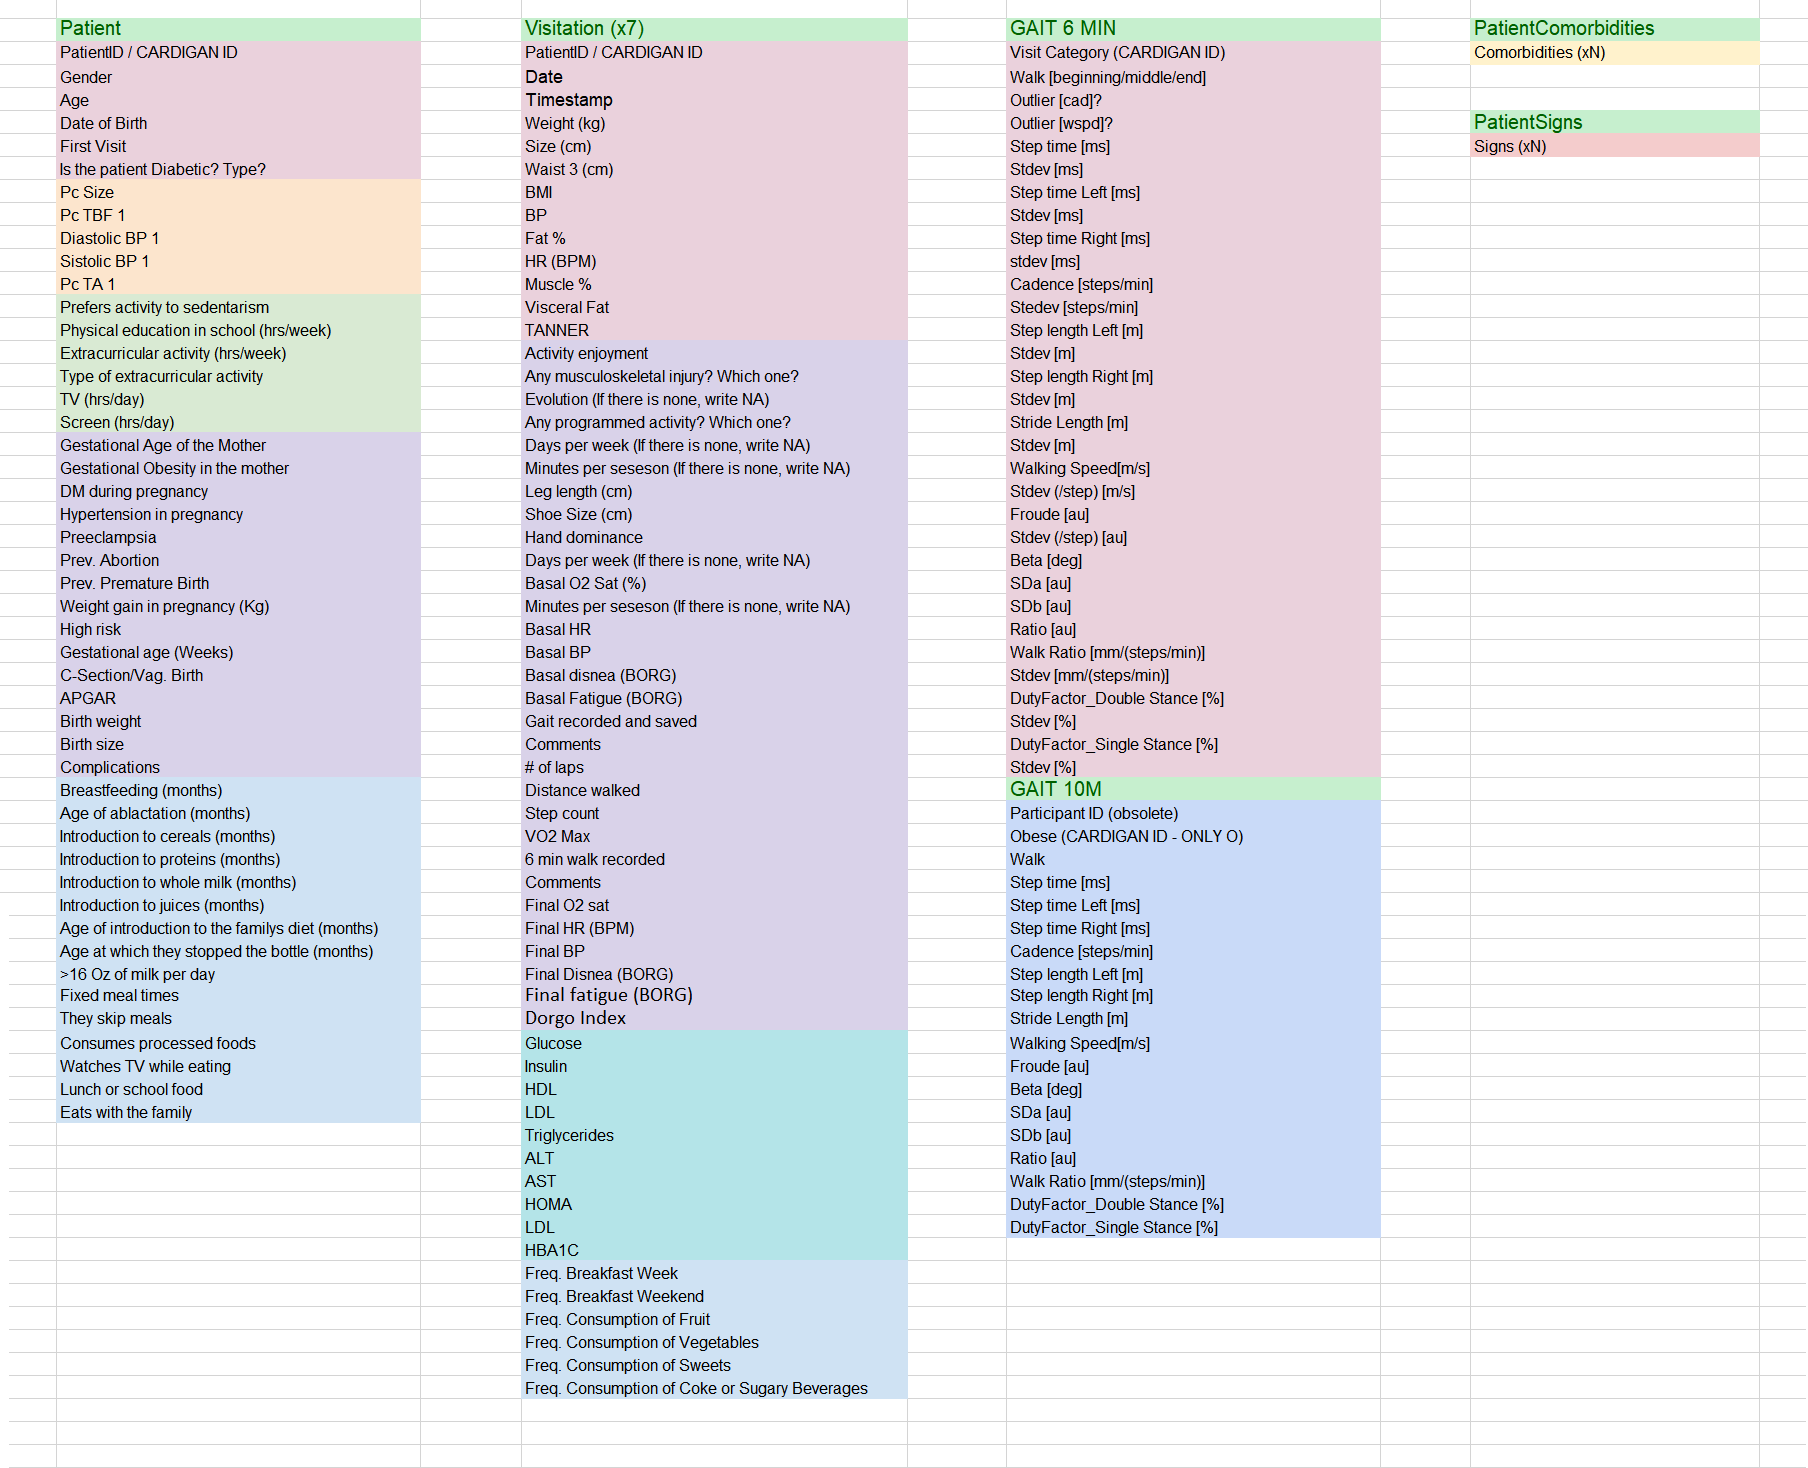 Patient
PatientID / CARDIGAN ID
Gender
Age
Date of Birth
First Visit
Is the patient Diabetic? Type?
Pc Size
Pc TBF 1
Diastolic BP 1
Sistolic BP 1
Pc TA 1
Prefers activity to sedentarism
Physical education in school (hrs/week)
Extracurricular activity (hrs/week)
Type of extracurricular activity
TV (hrs/day)
Screen (hrs/day)
Gestational Age of the Mother
Gestational Obesity in the mother
DM during pregnancy
Hypertension in pregnancy
Preeclampsia
Prev. Abortion
Prev. Premature Birth
Weight gain in pregnancy (Kg)
High risk
Gestational age (Weeks)
C-Section/Vag. Birth
APGAR
Birth weight
Birth size
Complications
Breastfeeding (months)
Age of ablactation (months)
Introduction to cereals (months)
Introduction to proteins (months)
Introduction to whole milk (months)
Introduction to juices (months)
Age of introduction to the familys diet (months)
Age at which they stopped the bottle (months)
>16 Oz of milk per day
Fixed meal times
They skip meals
Consumes processed foods
Watches TV while eating
Lunch or school food
Eats with the family
Visitation (x7)
PatientID / CARDIGAN ID
Date
Timestamp
Weight (kg)
Size (cm)
Waist 3 (cm)
BMI
BP
Fat %
HR (BPM)
Muscle %
Visceral Fat
TANNER
Activity enjoyment
Any musculoskeletal injury? Which one?
Evolution (If there is none, write NA)
Any programmed activity? Which one?
Days per week (If there is none, write NA)
Minutes per seseson (If there is none, write NA)
Leg length (cm)
Shoe Size (cm)
Hand dominance
Days per week (If there is none, write NA)
Basal O2 Sat (%)
Minutes per seseson (If there is none, write NA)
Basal HR
Basal BP
Basal disnea (BORG)
Basal Fatigue (BORG)
Gait recorded and saved
Comments
# of laps
Distance walked
Step count
VO2 Max
6 min walk recorded
Comments
Final O2 sat
Final HR (BPM)
Final BP
Final Disnea (BORG)
Final fatigue (BORG)
Dorgo Index
Glucose
Insulin
HDL
LDL
Triglycerides
ALT
AST
HOMA
LDL
HBA1C
Freq. Breakfast Week
Freq. Breakfast Weekend
Freq. Consumption of Fruit
Freq. Consumption of Vegetables
Freq. Consumption of Sweets
Freq. Consumption of Coke or Sugary Beverages
GAIT 6 MIN
Visit Category (CARDIGAN ID)
Walk [beginning/middle/end]
Outlier [cad]?
Outlier [wspd]?
Step time [ms]
Stdev [ms]
Step time Left [ms]
Stdev [ms]
Step time Right [ms]
stdev [ms]
Cadence [steps/min]
Stedev [steps/min]
Step length Left [m]
Stdev [m]
Step length Right [m]
Stdev [m]
Stride Length [m]
Stdev [m]
Walking Speed[m/s]
Stdev (/step) [m/s]
Froude [au]
Stdev (/step) [au]
Beta [deg]
SDa [au]
SDb [au]
Ratio [au]
Walk Ratio [mm/(steps/min)]
Stdev [mm/(steps/min)]
DutyFactor_Double Stance [%]
Stdev [%]
DutyFactor_Single Stance [%]
Stdev [%]
GAIT 10M
Participant ID (obsolete)
Obese (CARDIGAN ID - ONLY O)
Walk
Step time [ms]
Step time Left [ms]
Step time Right [ms]
Cadence [steps/min]
Step length Left [m]
Step length Right [m]
Stride Length [m]
Walking Speed[m/s]
Froude [au]
Beta [deg]
SDa [au]
SDb [au]
Ratio [au]
Walk Ratio [mm/(steps/min)]
DutyFactor_Double Stance [%]
DutyFactor_Single Stance [%]
PatientComorbidities
Comorbidities (xN)
PatientSigns
Signs (xN)